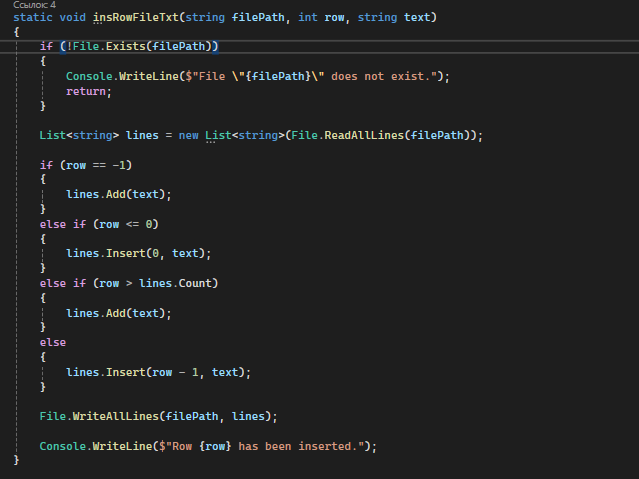 Ссылок: 4
static void insRowFileTxt(string filePath, int row, string text)
{
if (!File.Exists(filePath))
{
Console.WriteLine($"File \"{filePath}\" does not exist.");
return;
}
List<string> lines = new List<string>(File.ReadAllLines(filePath));
if (row == -1)
{
lines.Add(text);
}
else if (row <= 0)
{
lines.Insert(0, text);
}
else if (row > lines.Count)
{
lines.Add(text);
}
else
{
lines.Insert(row - 1, text);
}
File.WriteAllLines(filePath, lines);
Console.WriteLine($"Row {row} has been inserted.");
}